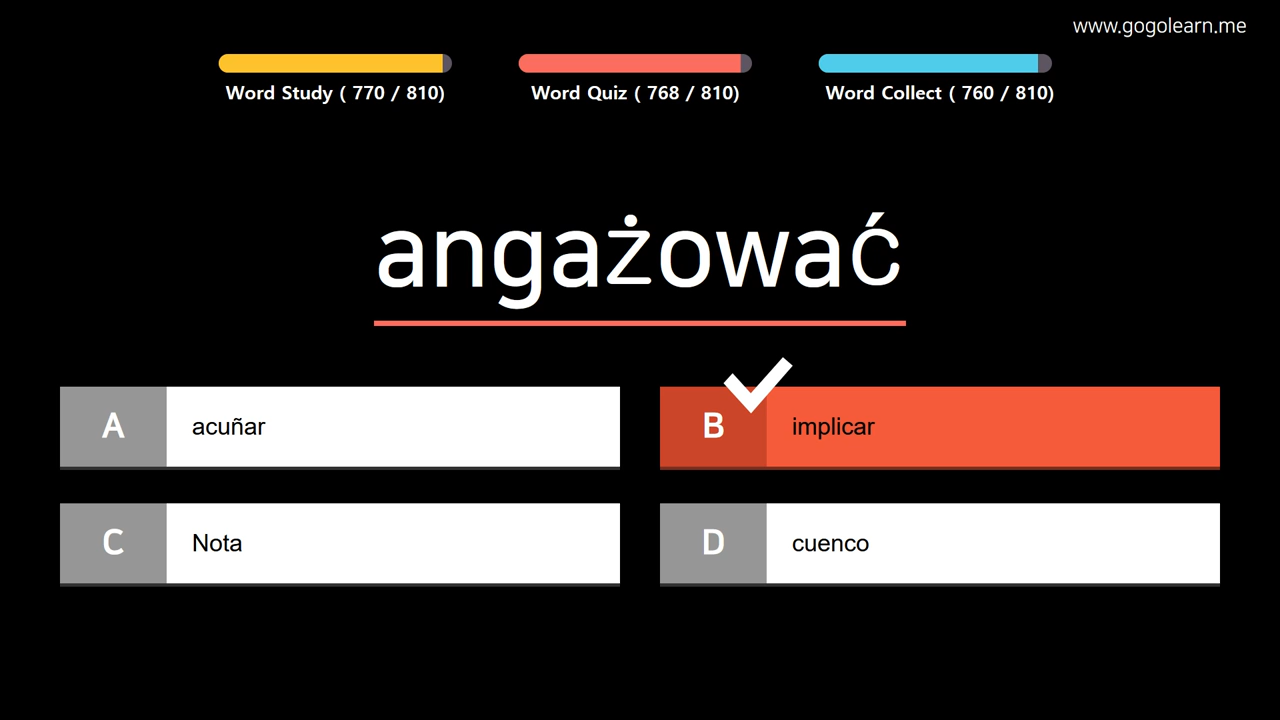 www.gogolearn.me
Word Study ( 770 / 810)
Word Quiz ( 768 / 810)
Word Collect ( 760 / 810)
angażować
A acuñar
B implicar
C Nota
D cuenco